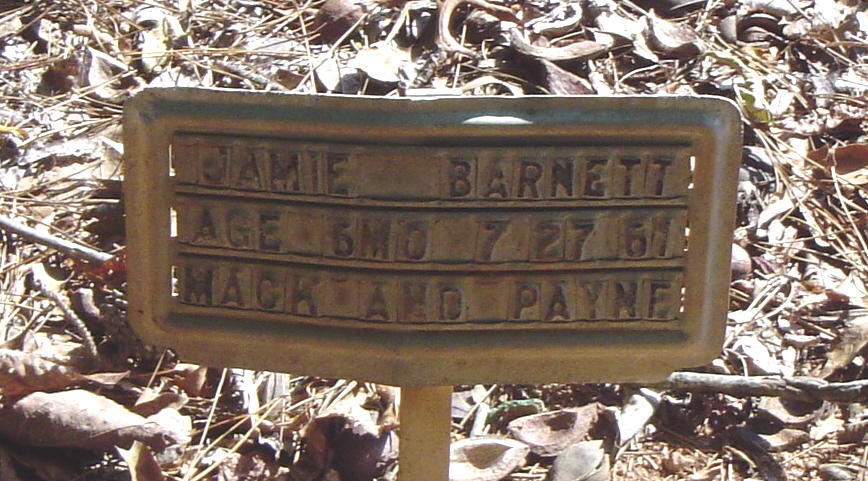 JAMIE BARNETT
AGE 6MO 7 27 61
MACK AND PAYNE